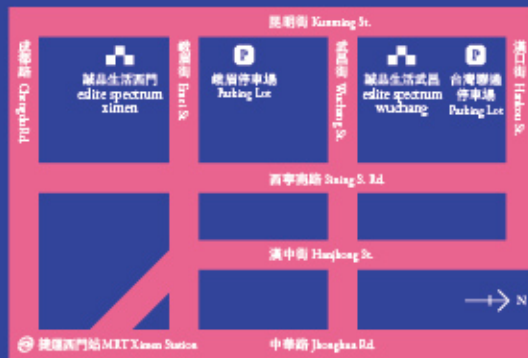 昆明街 Kunming St.
成都路 Chengdu Rd.
誠品生活西門
eslite spectrum
ximen
峨眉街 Emei St.
P
峨眉停車場
Parking Lot
武昌街 Wuchang St.
誠品生活武昌
eslite spectrum
wuchang
P
台灣聯通
停車場
Parking Lot
漢口街 Hankou St.
西寧南路 Sining S. Rd.
漢中街 Hanjhong St.
N
捷運西門站 MRT Ximen Station
中華路 Jhonghua Rd.